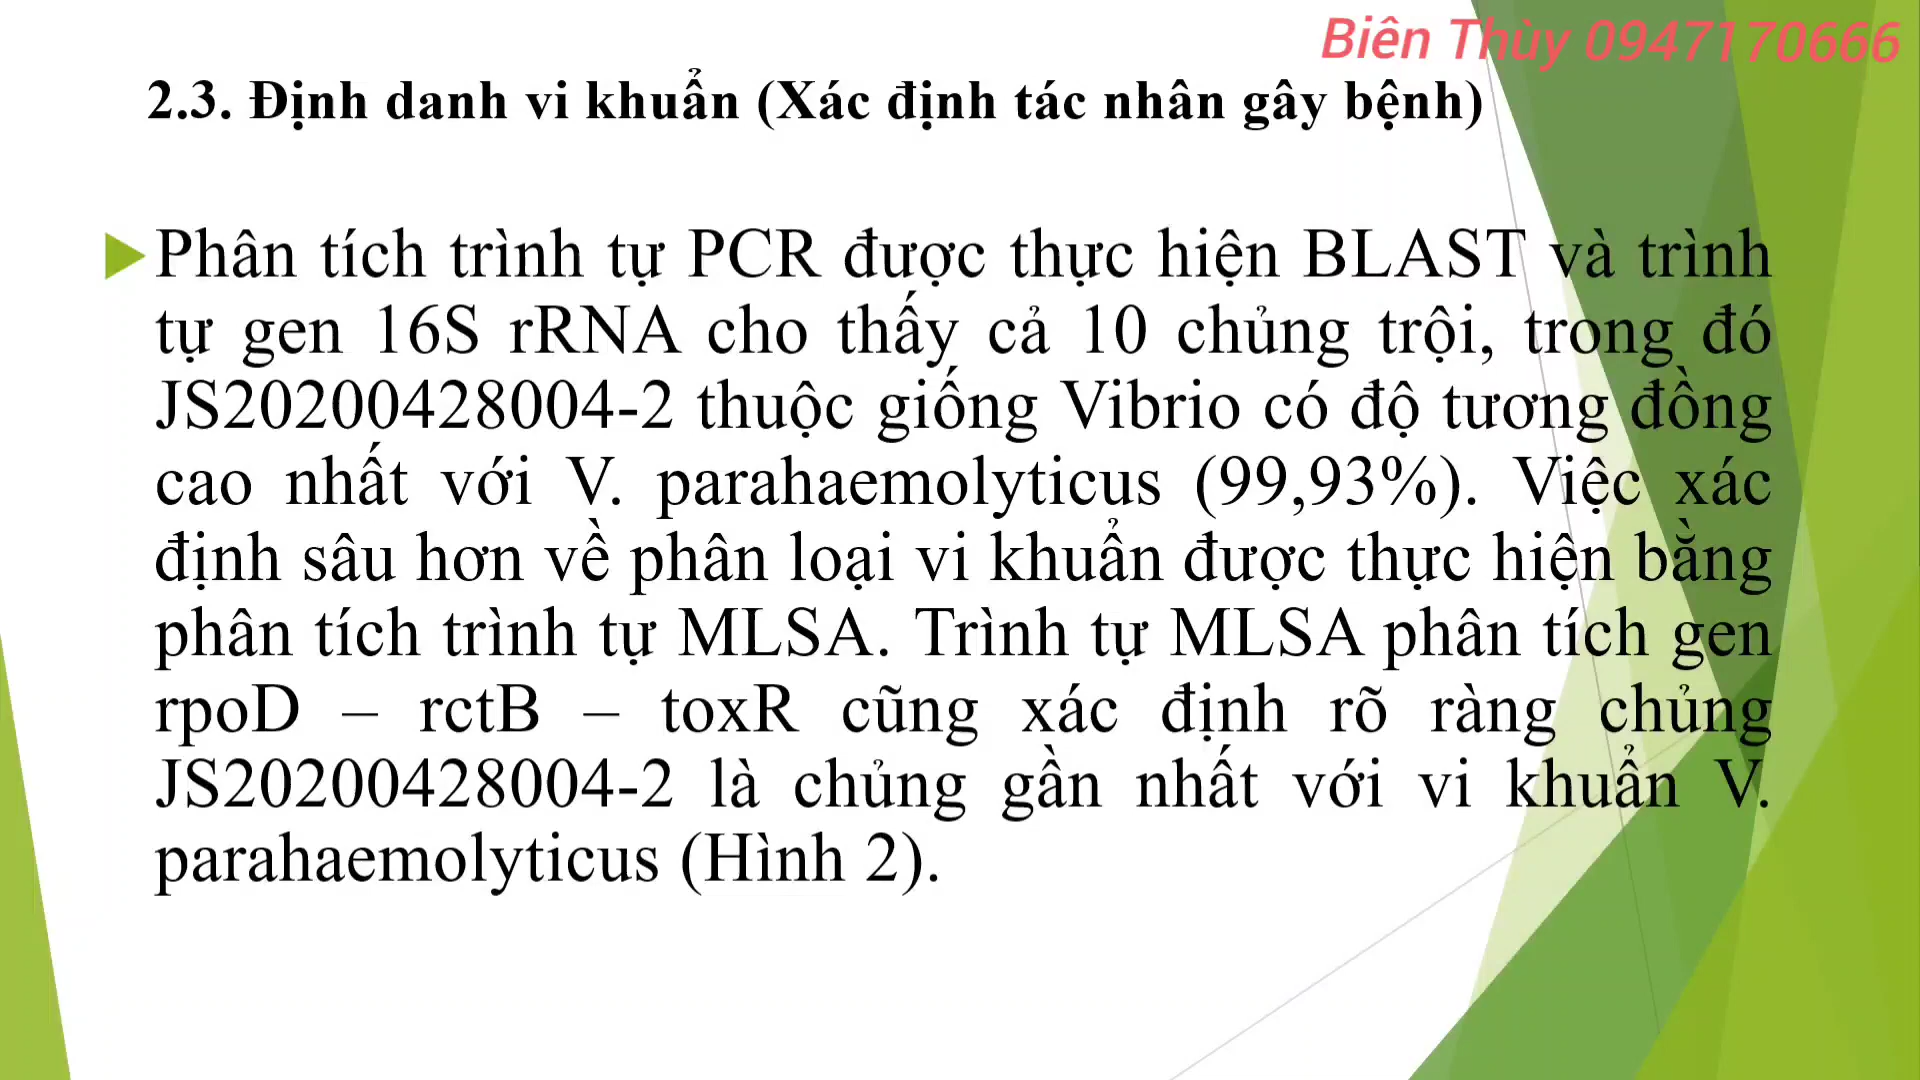 Biên Thùy 0947170666
2.3. Định danh vi khuẩn (Xác định tác nhân gây bệnh)
Phân tích trình tự PCR được thực hiện BLAST và trình
tự gen 16S rRNA cho thấy cả 10 chủng trội, trong đó
JS20200428004-2 thuộc giống Vibrio có độ tương đồng
cao nhất với V. parahaemolyticus (99,93%). Việc xác
định sâu hơn về phân loại vi khuẩn được thực hiện bằng
phân tích trình tự MLSA. Trình tự MLSA phân tích gen
rpoD – rctB – toxR cũng xác định rõ ràng chủng
JS20200428004-2 là chủng gần nhất với vi khuẩn V.
parahaemolyticus (Hình 2).